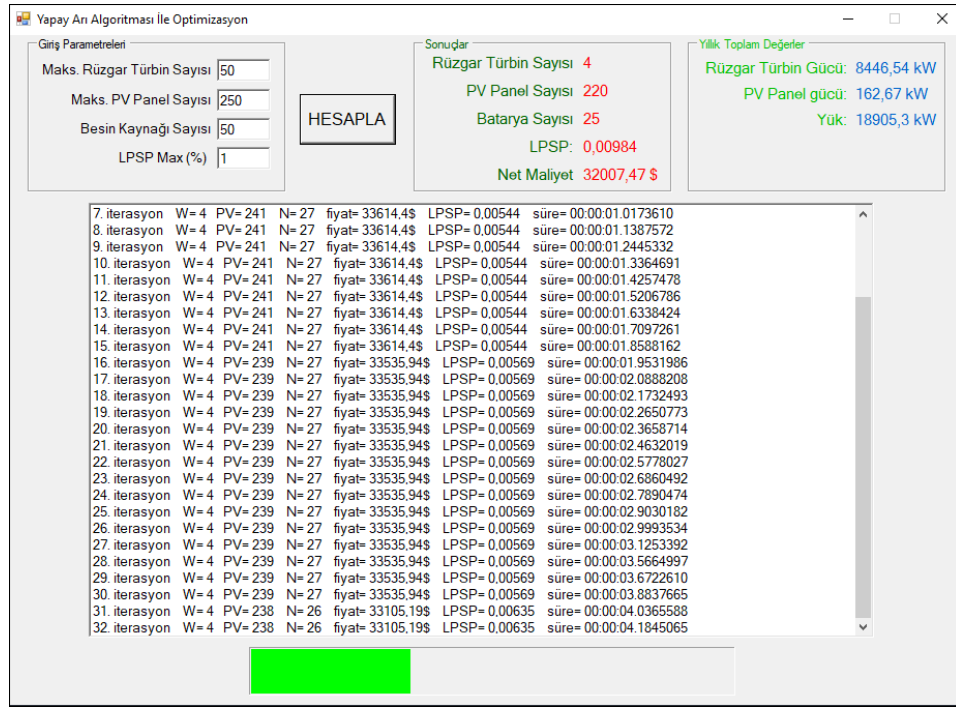 Yapay Arı Algoritması İle Optimizasyon
Giriş Parametreleri
Maks. Rüzgar Türbin Sayısı 50
Maks. PV Panel Sayısı 250
Besin Kaynağı Sayısı 50
LPSP Max (%) 1
HESAPLA
Sonuçlar
Rüzgar Türbin Sayısı 4
PV Panel Sayısı 220
Batarya Sayısı 25
LPSP: 0,00984
Net Maliyet 32007,47 $
Yıllık Toplam Değerler
Rüzgar Türbin Gücü: 8446,54 kW
PV Panel gücü: 162,67 kW
Yük: 18905,3 kW
7. iterasyon W= 4 PV= 241 N= 27 fiyat= 33614,4$ LPSP= 0,00544 süre= 00:00:01.0173610
8. iterasyon W= 4 PV= 241 N= 27 fiyat= 33614,4$ LPSP= 0,00544 süre= 00:00:01.1387572
9. iterasyon W= 4 PV= 241 N= 27 fiyat= 33614,4$ LPSP= 0,00544 süre= 00:00:01.2445332
10. iterasyon W= 4 PV= 241 N= 27 fiyat= 33614,4$ LPSP= 0,00544 süre= 00:00:01.3364691
11. iterasyon W= 4 PV= 241 N= 27 fiyat= 33614,4$ LPSP= 0,00544 süre= 00:00:01.4257478
12. iterasyon W= 4 PV= 241 N= 27 fiyat= 33614,4$ LPSP= 0,00544 süre= 00:00:01.5206786
13. iterasyon W= 4 PV= 241 N= 27 fiyat= 33614,4$ LPSP= 0,00544 süre= 00:00:01.6338424
14. iterasyon W= 4 PV= 241 N= 27 fiyat= 33614,4$ LPSP= 0,00544 süre= 00:00:01.7097261
15. iterasyon W= 4 PV= 241 N= 27 fiyat= 33614,4$ LPSP= 0,00544 süre= 00:00:01.8588162
16. iterasyon W= 4 PV= 239 N= 27 fiyat= 33535,94$ LPSP= 0,00569 süre= 00:00:01.9531986
17. iterasyon W= 4 PV= 239 N= 27 fiyat= 33535,94$ LPSP= 0,00569 süre= 00:00:02.0888208
18. iterasyon W= 4 PV= 239 N= 27 fiyat= 33535,94$ LPSP= 0,00569 süre= 00:00:02.1732493
19. iterasyon W= 4 PV= 239 N= 27 fiyat= 33535,94$ LPSP= 0,00569 süre= 00:00:02.2650773
20. iterasyon W= 4 PV= 239 N= 27 fiyat= 33535,94$ LPSP= 0,00569 süre= 00:00:02.3658714
21. iterasyon W= 4 PV= 239 N= 27 fiyat= 33535,94$ LPSP= 0,00569 süre= 00:00:02.4632019
22. iterasyon W= 4 PV= 239 N= 27 fiyat= 33535,94$ LPSP= 0,00569 süre= 00:00:02.5778027
23. iterasyon W= 4 PV= 239 N= 27 fiyat= 33535,94$ LPSP= 0,00569 süre= 00:00:02.6860492
24. iterasyon W= 4 PV= 239 N= 27 fiyat= 33535,94$ LPSP= 0,00569 süre= 00:00:02.7890474
25. iterasyon W= 4 PV= 239 N= 27 fiyat= 33535,94$ LPSP= 0,00569 süre= 00:00:02.9030182
26. iterasyon W= 4 PV= 239 N= 27 fiyat= 33535,94$ LPSP= 0,00569 süre= 00:00:02.9993534
27. iterasyon W= 4 PV= 239 N= 27 fiyat= 33535,94$ LPSP= 0,00569 süre= 00:00:03.1253392
28. iterasyon W= 4 PV= 239 N= 27 fiyat= 33535,94$ LPSP= 0,00569 süre= 00:00:03.5664997
29. iterasyon W= 4 PV= 239 N= 27 fiyat= 33535,94$ LPSP= 0,00569 süre= 00:00:03.6722610
30. iterasyon W= 4 PV= 239 N= 27 fiyat= 33535,94$ LPSP= 0,00569 süre= 00:00:03.8837665
31. iterasyon W= 4 PV= 238 N= 26 fiyat= 33105,19$ LPSP= 0,00635 süre= 00:00:04.0365588
32. iterasyon W= 4 PV= 238 N= 26 fiyat= 33105,19$ LPSP= 0,00635 süre= 00:00:04.1845065